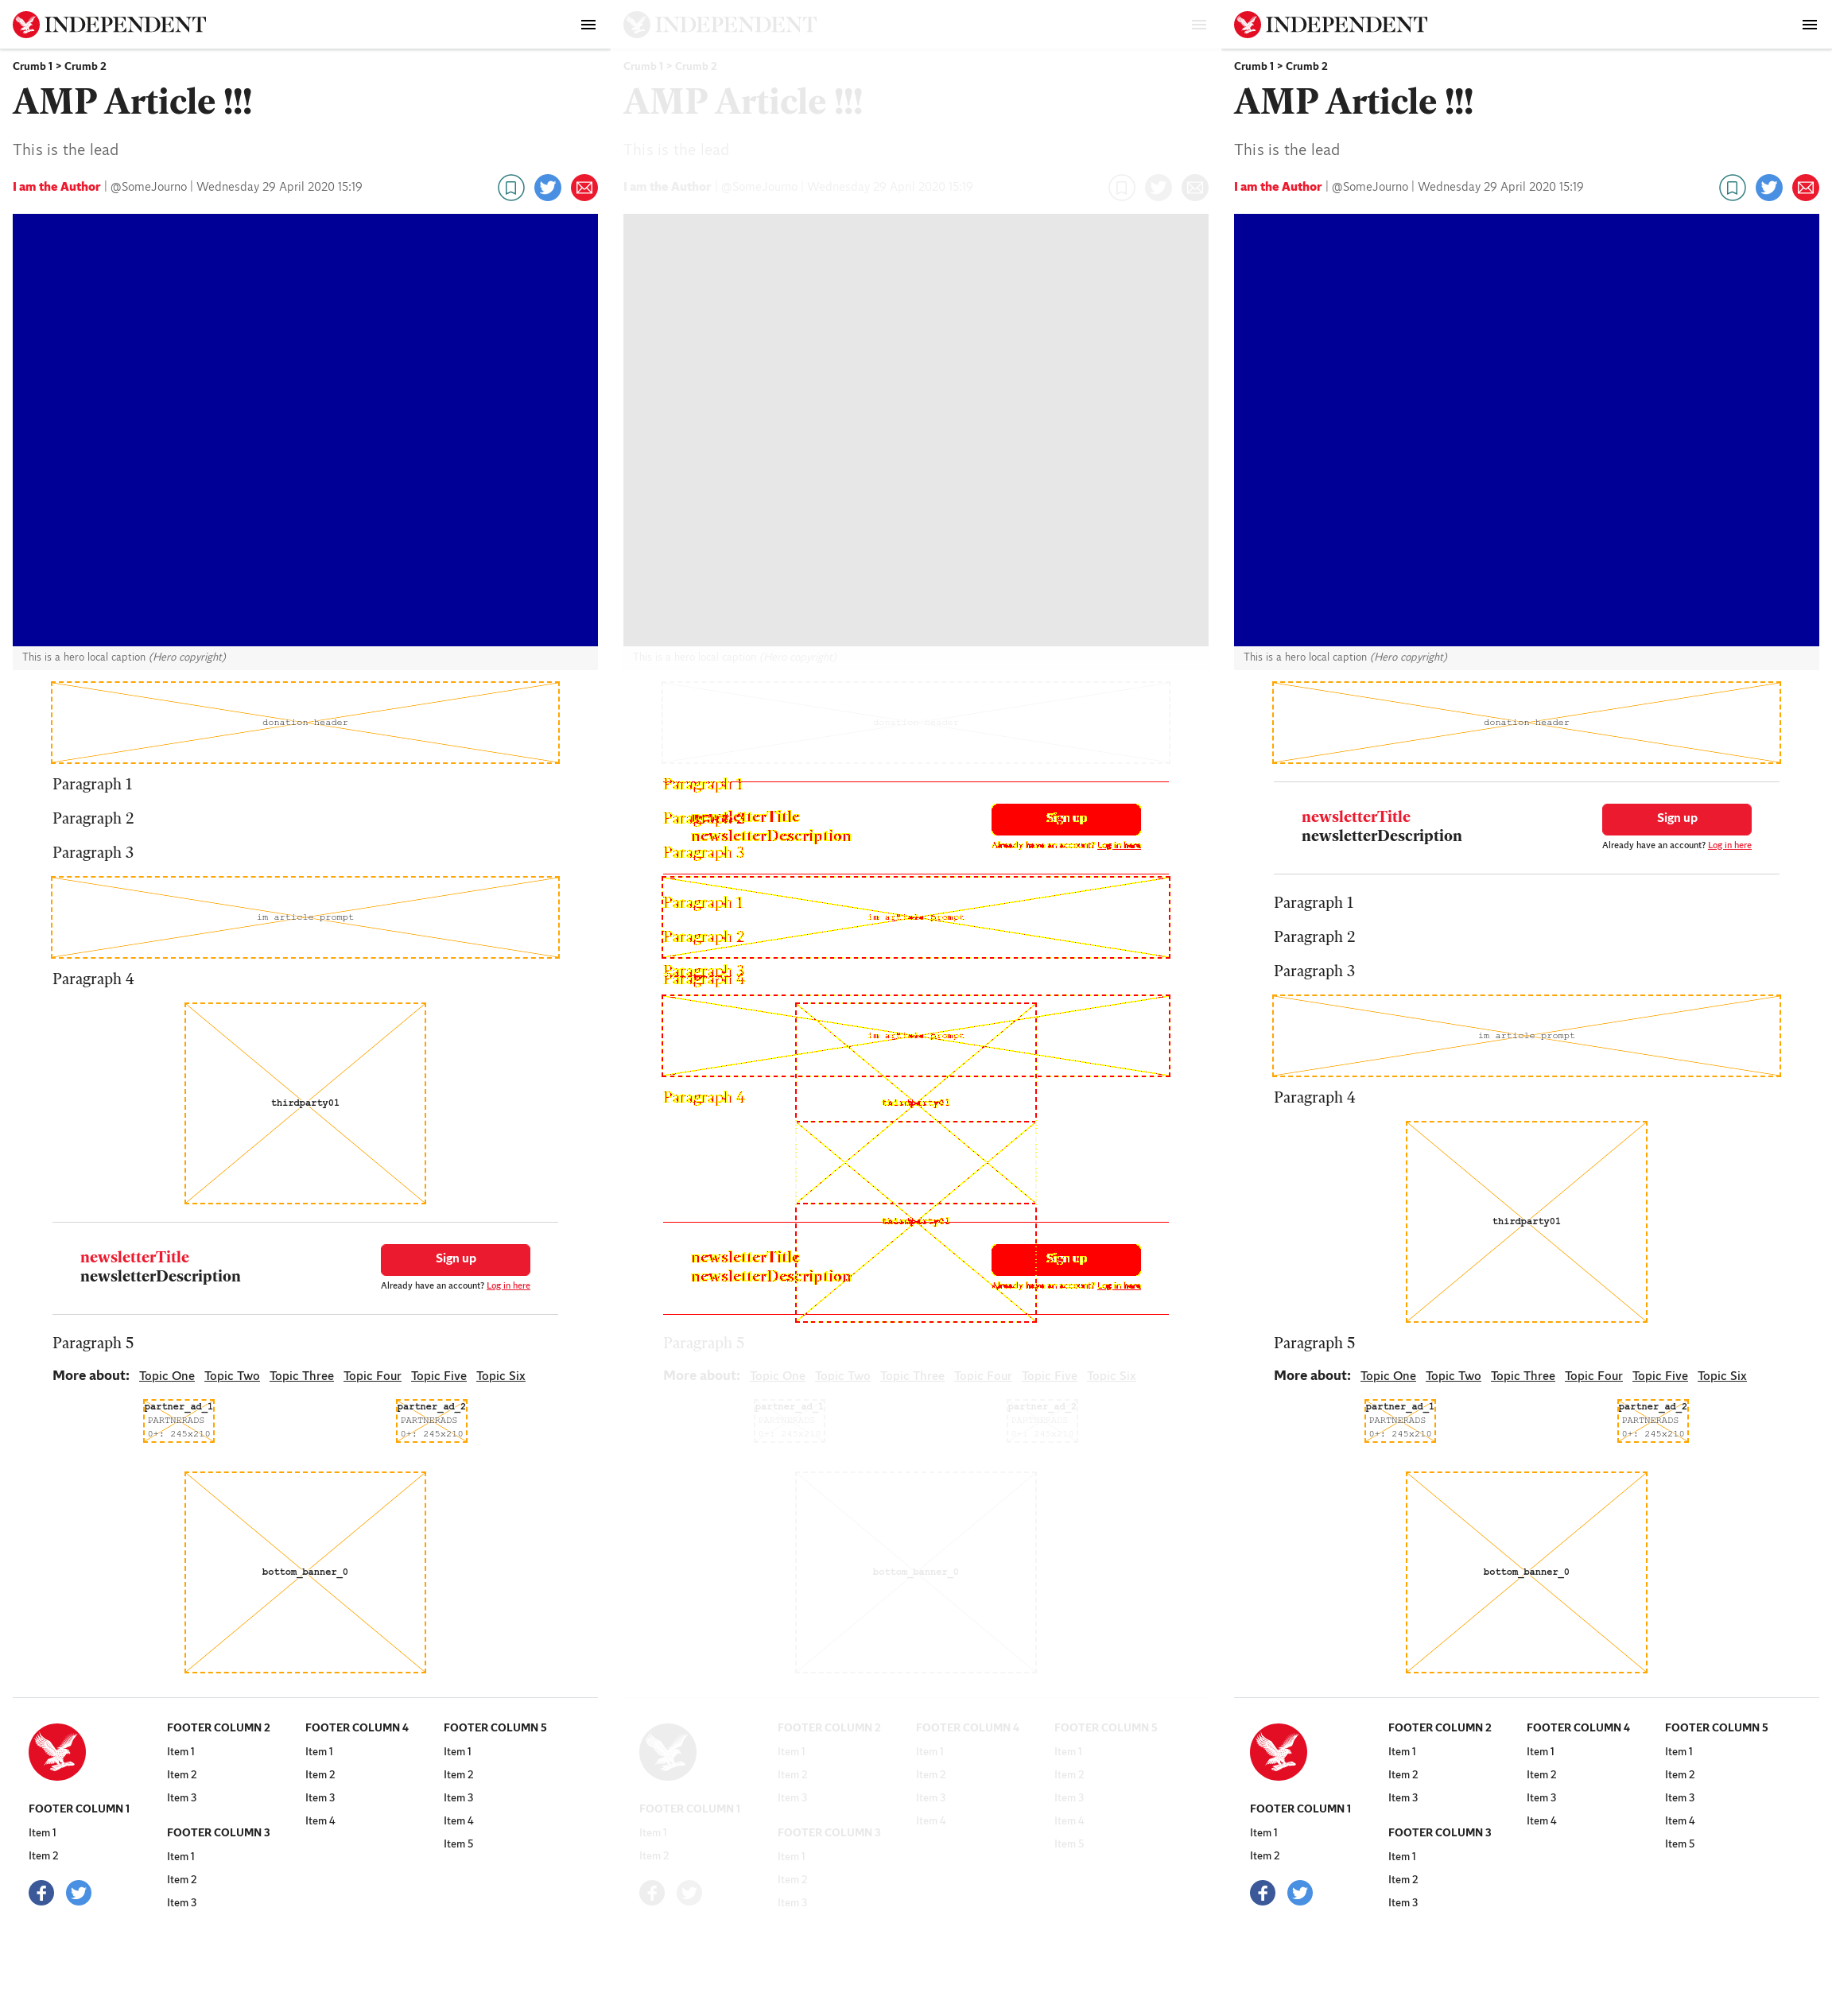 INDEPENDENT
Crumb 1 > Crumb 2
AMP Article !!!
This is the lead
I am the Author | @SomeJourno | Wednesday 29 April 2020 15:19
This is a hero local caption (Hero copyright)
donation header
Paragraph 1
Paragraph 2
Paragraph 3
im article prompt
Paragraph 4
thirdparty01
newsletterTitle
newsletterDescription
Sign up
Already have an account? Log in here
Paragraph 5
More about: Topic One Topic Two Topic Three Topic Four Topic Five Topic Six
partner_ad_1
PARTNERADS
0+: 245x210
partner_ad_2
PARTNERADS
0+: 245x210
bottom_banner_0
FOOTER COLUMN 1
Item 1
Item 2
FOOTER COLUMN 2
Item 1
Item 2
Item 3
FOOTER COLUMN 3
Item 1
Item 2
Item 3
FOOTER COLUMN 4
Item 1
Item 2
Item 3
Item 4
FOOTER COLUMN 5
Item 1
Item 2
Item 3
Item 4
Item 5
INDEPENDENT
Crumb 1 > Crumb 2
AMP Article !!!
This is the lead
I am the Author | @SomeJourno | Wednesday 29 April 2020 15:19
This is a hero local caption (Hero copyright)
donation header
Paragraph 1
Paragraph 2
newsletterTitle
newsletterDescription
Sign up
Already have an account? Log in here
Paragraph 3
Paragraph 1
im article prompt
Paragraph 2
Paragraph 3
Paragraph 4
im article prompt
Paragraph 4
thirdparty01
thirdparty01
newsletterTitle
newsletterDescription
Sign up
Already have an account? Log in here
Paragraph 5
More about: Topic One Topic Two Topic Three Topic Four Topic Five Topic Six
partner_ad_1
PARTNERADS
0+: 245x210
partner_ad_2
PARTNERADS
0+: 245x210
bottom_banner_0
FOOTER COLUMN 1
Item 1
Item 2
FOOTER COLUMN 2
Item 1
Item 2
Item 3
FOOTER COLUMN 3
Item 1
Item 2
Item 3
FOOTER COLUMN 4
Item 1
Item 2
Item 3
Item 4
FOOTER COLUMN 5
Item 1
Item 2
Item 3
Item 4
Item 5
INDEPENDENT
Crumb 1 > Crumb 2
AMP Article !!!
This is the lead
I am the Author | @SomeJourno | Wednesday 29 April 2020 15:19
This is a hero local caption (Hero copyright)
donation header
newsletterTitle
newsletterDescription
Sign up
Already have an account? Log in here
Paragraph 1
Paragraph 2
Paragraph 3
im article prompt
Paragraph 4
thirdparty01
Paragraph 5
More about: Topic One Topic Two Topic Three Topic Four Topic Five Topic Six
partner_ad_1
PARTNERADS
0+: 245x210
partner_ad_2
PARTNERADS
0+: 245x210
bottom_banner_0
FOOTER COLUMN 1
Item 1
Item 2
FOOTER COLUMN 2
Item 1
Item 2
Item 3
FOOTER COLUMN 3
Item 1
Item 2
Item 3
FOOTER COLUMN 4
Item 1
Item 2
Item 3
Item 4
FOOTER COLUMN 5
Item 1
Item 2
Item 3
Item 4
Item 5